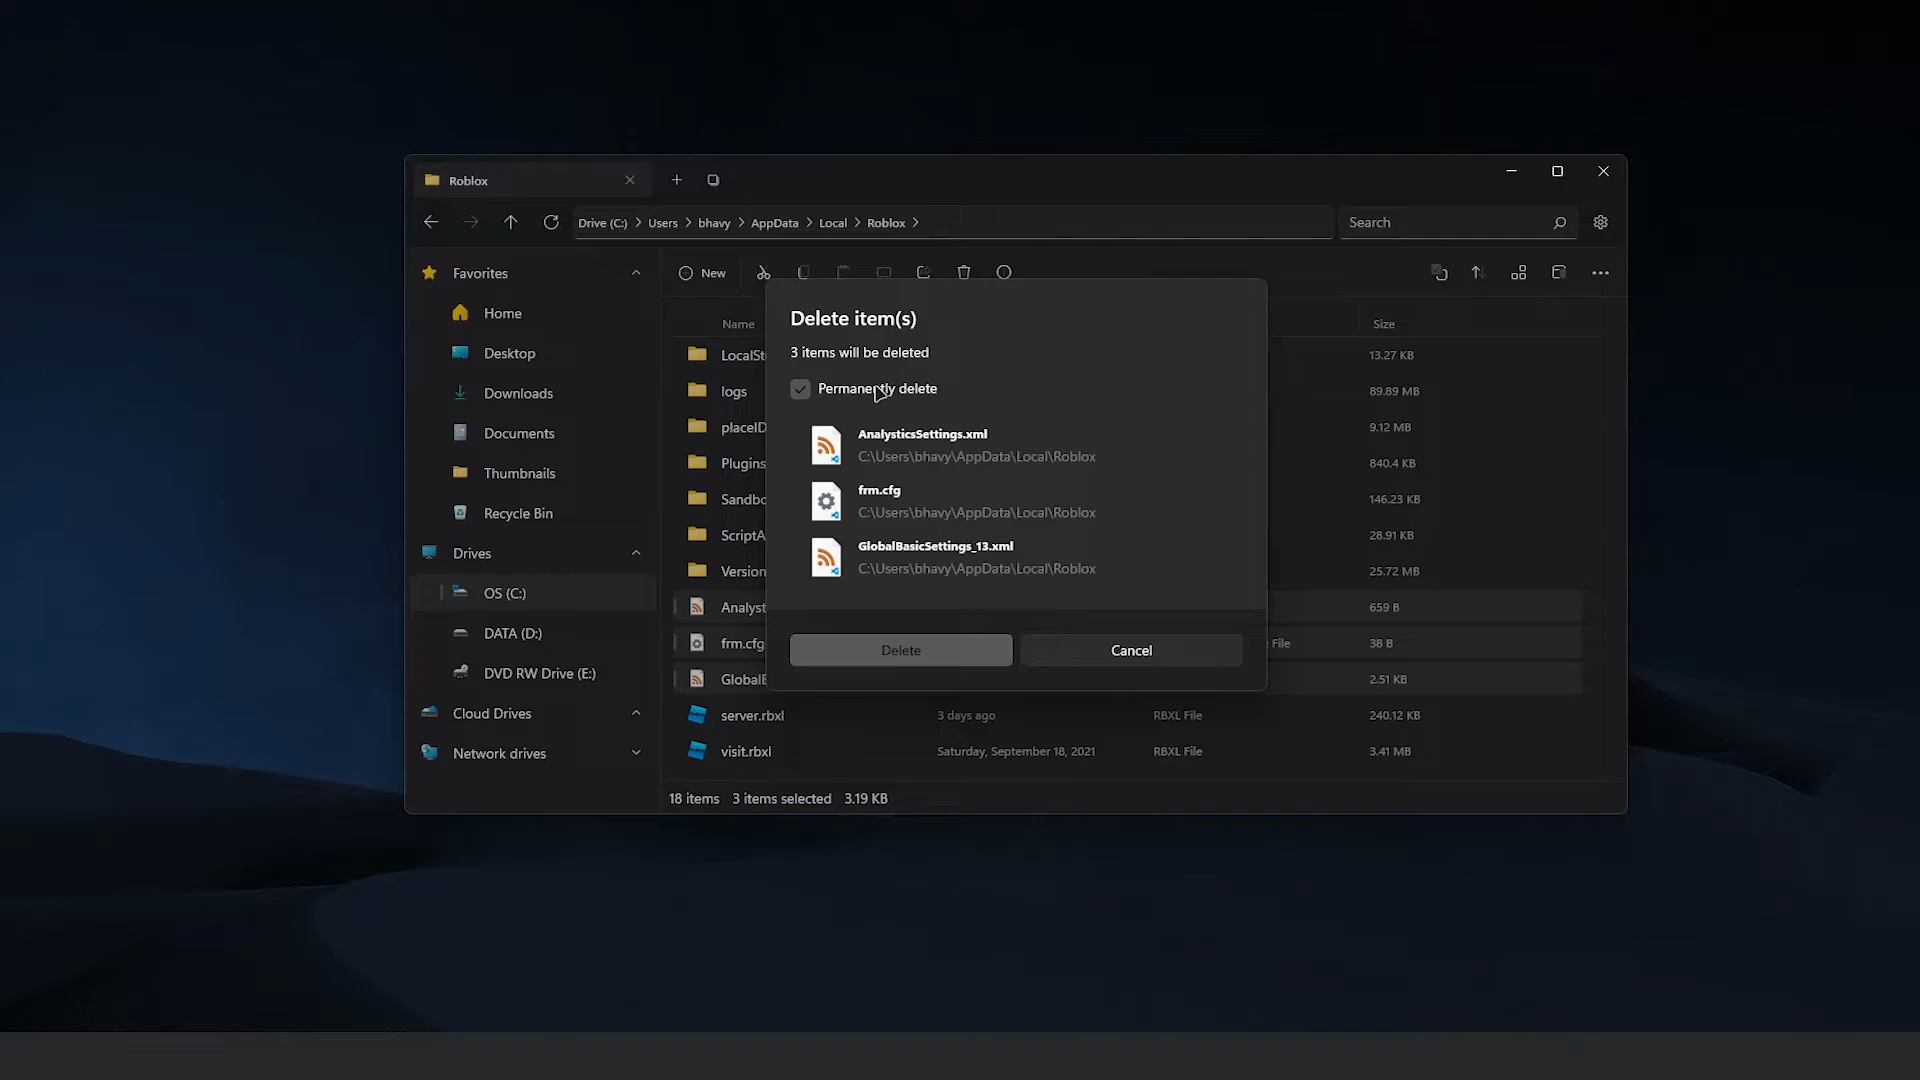 Roblox
Drive (C:) > Users > bhavy > AppData > Local > Roblox >
Search
Favorites
Home
Desktop
Downloads
Documents
Thumbnails
Recycle Bin
Drives
OS (C:)
DATA (D:)
DVD RW Drive (E:)
Cloud Drives
Network drives
New
Name
Size
LocalSt
13.27 KB
logs
89.89 MB
placeID
9.12 MB
Plugins
840.4 KB
Sandbo
146.23 KB
ScriptA
28.91 KB
Version
25.72 MB
Analyst
659 B
frm.cfg
File
38 B
GlobalB
2.51 KB
server.rbxl
3 days ago
RBXL File
240.12 KB
visit.rbxl
Saturday, September 18, 2021
RBXL File
3.41 MB
18 items 3 items selected 3.19 KB
Delete item(s)
3 items will be deleted
Permanently delete
AnalysticsSettings.xml
C:\Users\bhavy\AppData\Local\Roblox
frm.cfg
C:\Users\bhavy\AppData\Local\Roblox
GlobalBasicSettings_13.xml
C:\Users\bhavy\AppData\Local\Roblox
Delete
Cancel